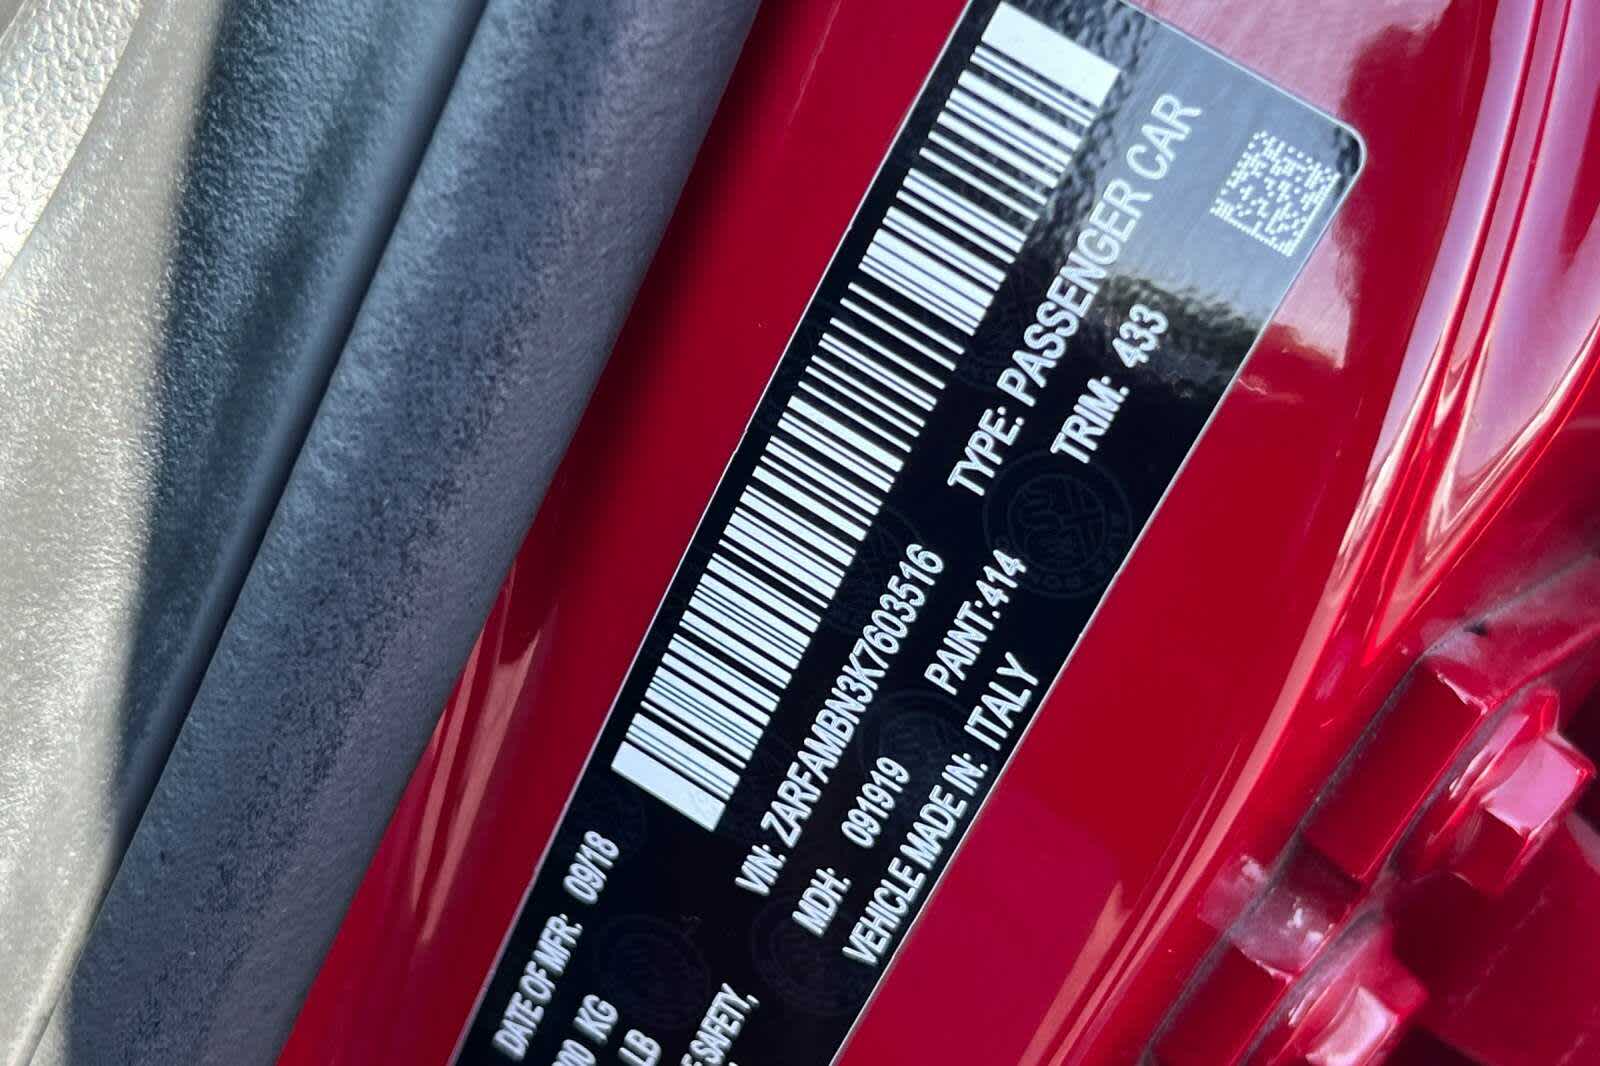 DATE OF MFR: 09/18
KG
LB
SAFETY,
VIN: ZARFAMBN3K7603516 TYPE: PASSENGER CAR
MDH: 091919 PAINT: 414 TRIM: 433
VEHICLE MADE IN: ITALY